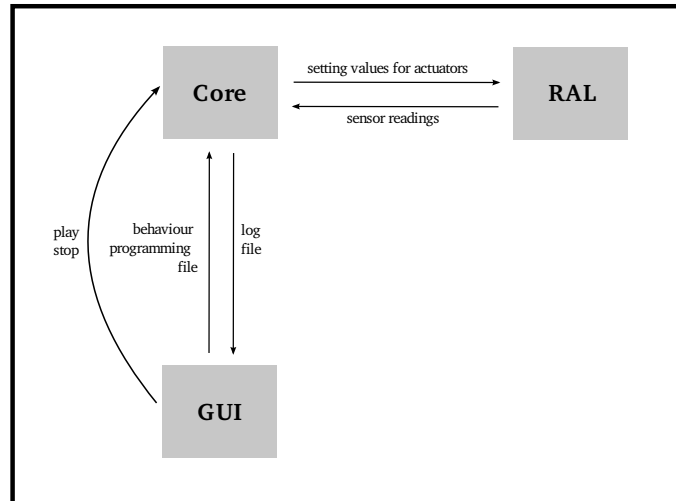 Core
setting values for actuators
RAL
sensor readings
play
stop
behaviour
programming
file
log
file
GUI